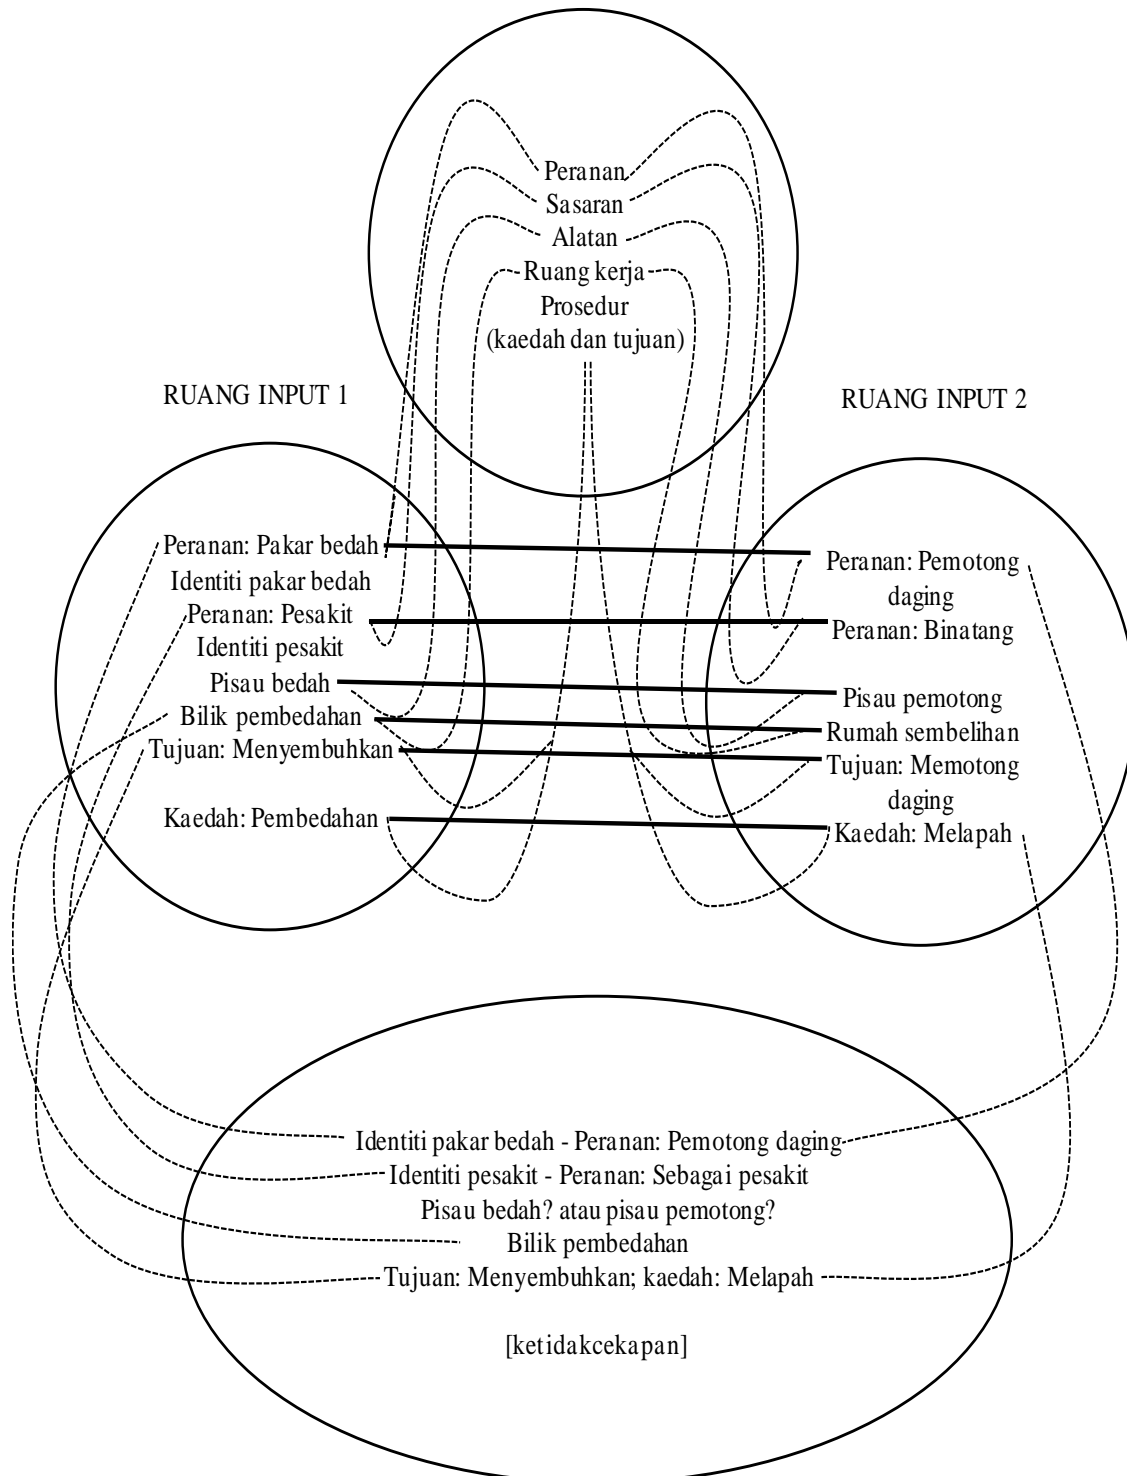 Peranan
Sasaran
Alatan
Ruang kerja
Prosedur
(kaedah dan tujuan)
RUANG INPUT 1
RUANG INPUT 2
Peranan: Pakar bedah
Identiti pakar bedah
Peranan: Pesakit
Identiti pesakit
Pisau bedah
Bilik pembedahan
Tujuan: Menyembuhkan
Kaedah: Pembedahan
Peranan: Pemotong
daging
Peranan: Binatang
Pisau pemotong
Rumah sembelihan
Tujuan: Memotong
daging
Kaedah: Melapah
Identiti pakar bedah - Peranan: Pemotong daging
Identiti pesakit - Peranan: Sebagai pesakit
Pisau bedah? atau pisau pemotong?
Bilik pembedahan
Tujuan: Menyembuhkan; kaedah: Melapah
[ketidakcekapan]